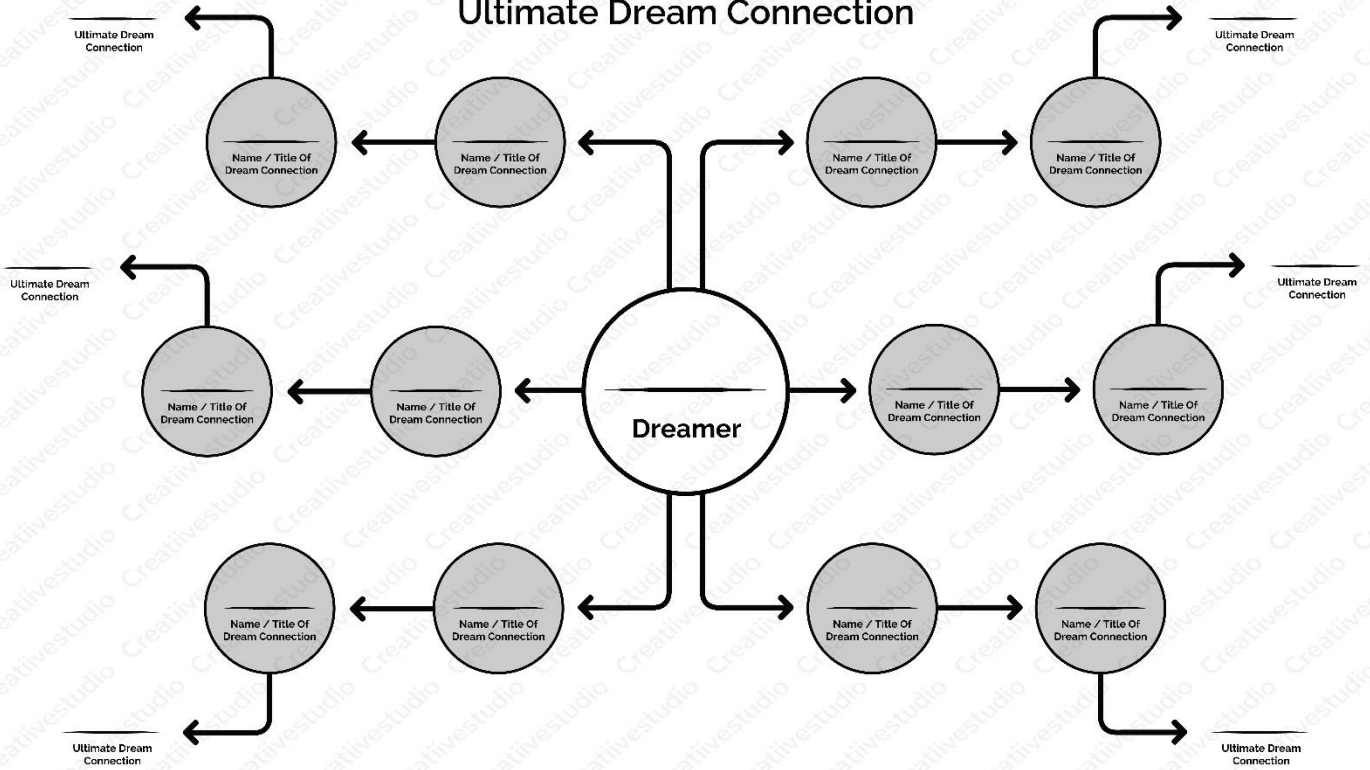 Ultimate Dream Connection
Ultimate Dream
Connection
Ultimate Dream
Connection
Name / Title Of
Dream Connection
Name / Title Of
Dream Connection
Name / Title Of
Dream Connection
Name / Title Of
Dream Connection
Ultimate Dream
Connection
Ultimate Dream
Connection
Name / Title Of
Dream Connection
Name / Title Of
Dream Connection
Dreamer
Name / Title Of
Dream Connection
Name / Title Of
Dream Connection
Name / Title Of
Dream Connection
Name / Title Of
Dream Connection
Name / Title Of
Dream Connection
Name / Title Of
Dream Connection
Ultimate Dream
Connection
Ultimate Dream
Connection
Creatiivestudio